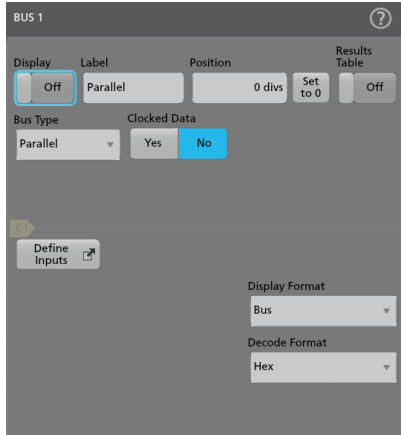 BUS 1
?
Display
Label
Position
Results
Table
Off
Parallel
0 divs
Set
to 0
Off
Bus Type
Clocked Data
Parallel
Yes
No
Define
Inputs
Display Format
Bus
Decode Format
Hex